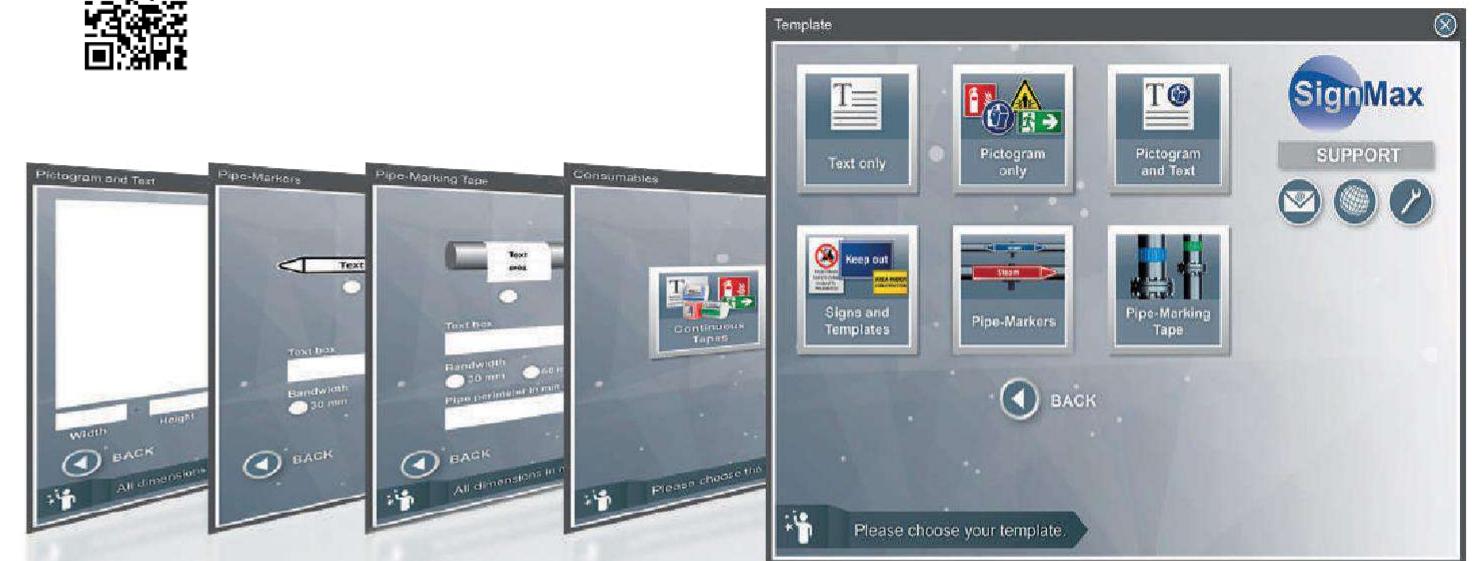 Template
T
Text only
Pictogram
only
T
Pictogram
and Text
SignMax
SUPPORT
Keep out
Signs and
Templates
Steam
Pipe-Markers
Pipe-Marking
Tape
BACK
Please choose your template.
Pictogram and Text
Width
Height
BACK
All dimensions
Pipe-Markers
Text
Text box
Bandwidth
30 mm
BACK
Pipe-Marking Tape
Text
Text box
Bandwidth
30 mm
60 m
Pipe perimeter in mm
BACK
All dimensions in m
Consumables
T
Continuous
Tapes
Please choose the